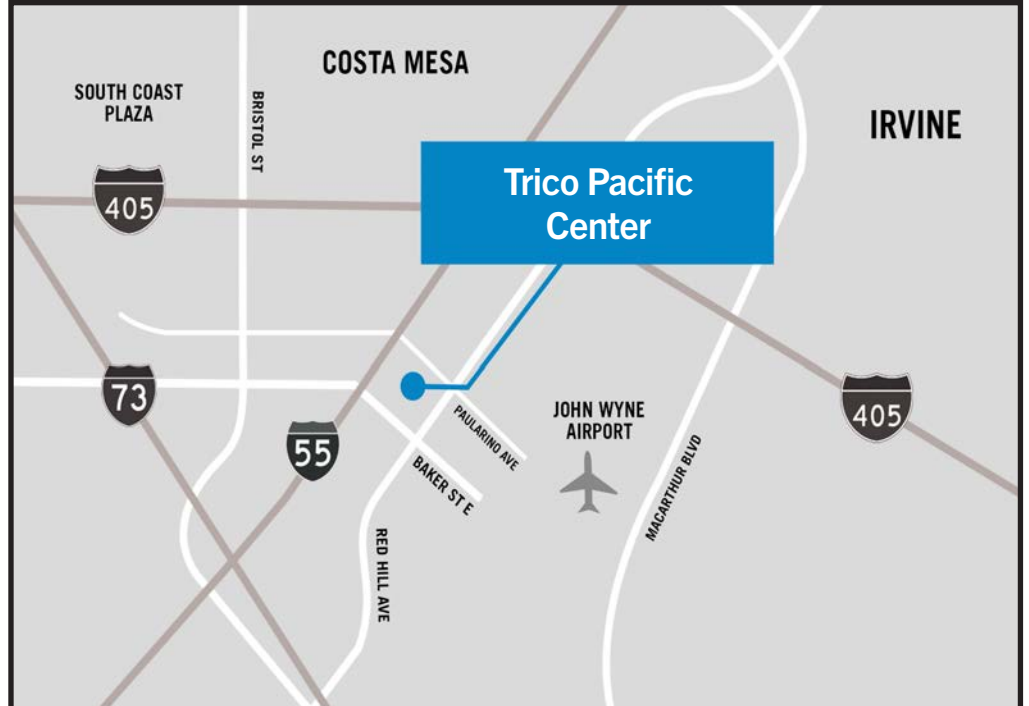 COSTA MESA
SOUTH COAST
PLAZA
BRISTOL ST
IRVINE
405
Trico Pacific
Center
73
55
PAULARINO AVE
BAKER ST E
RED HILL AVE
JOHN WYNE
AIRPORT
MACARTHUR BLVD
405